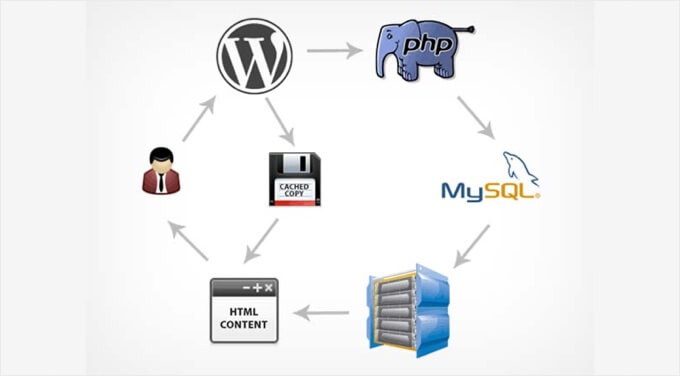 W
php
CACHED
COPY
MySQL®
HTML
CONTENT